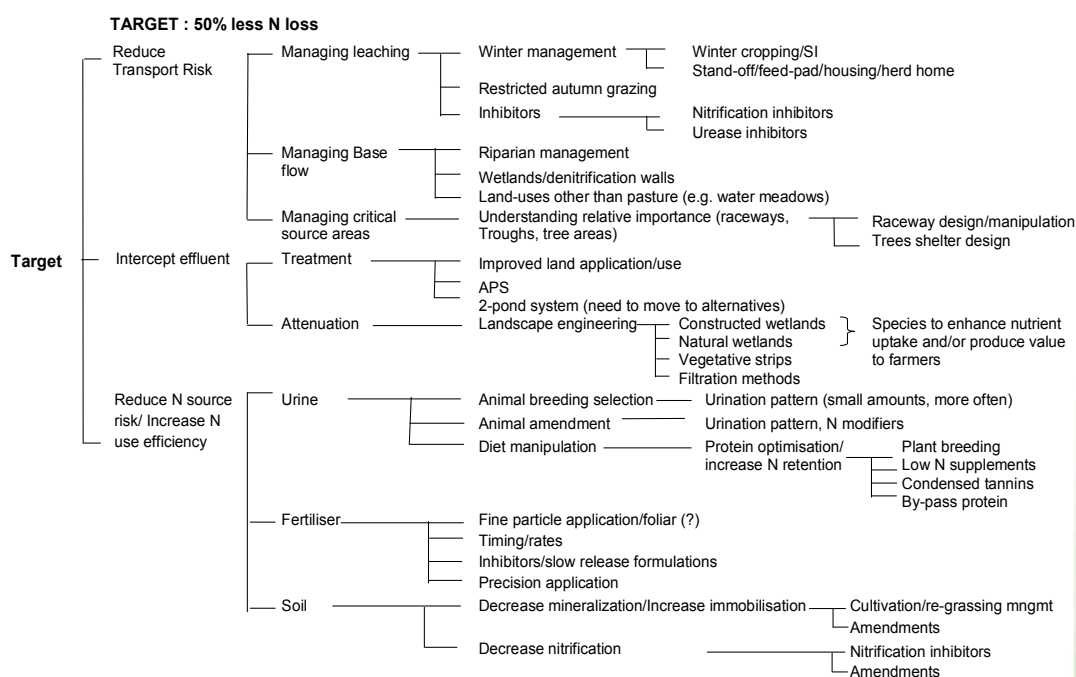 TARGET : 50% less N loss
Reduce
Transport Risk
Managing leaching
Winter management
Winter cropping/SI
Stand-off/feed-pad/housing/herd home
Restricted autumn grazing
Inhibitors
Nitrification inhibitors
Urease inhibitors
Managing Base
flow
Riparian management
Wetlands/denitrification walls
Land-uses other than pasture (e.g. water meadows)
Managing critical
source areas
Understanding relative importance (raceways,
Troughs, tree areas)
Raceway design/manipulation
Trees shelter design
Target
Intercept effluent
Treatment
Improved land application/use
APS
2-pond system (need to move to alternatives)
Attenuation
Landscape engineering
Constructed wetlands
Natural wetlands
Vegetative strips
Filtration methods
Species to enhance nutrient
uptake and/or produce value
to farmers
Reduce N source
risk/ Increase N
use efficiency
Urine
Animal breeding selection
Urination pattern (small amounts, more often)
Animal amendment
Urination pattern, N modifiers
Diet manipulation
Protein optimisation/
increase N retention
Plant breeding
Low N supplements
Condensed tannins
By-pass protein
Fertiliser
Fine particle application/foliar (?)
Timing/rates
Inhibitors/slow release formulations
Precision application
Soil
Decrease mineralization/Increase immobilisation
Cultivation/re-grassing mngmt
Amendments
Decrease nitrification
Nitrification inhibitors
Amendments